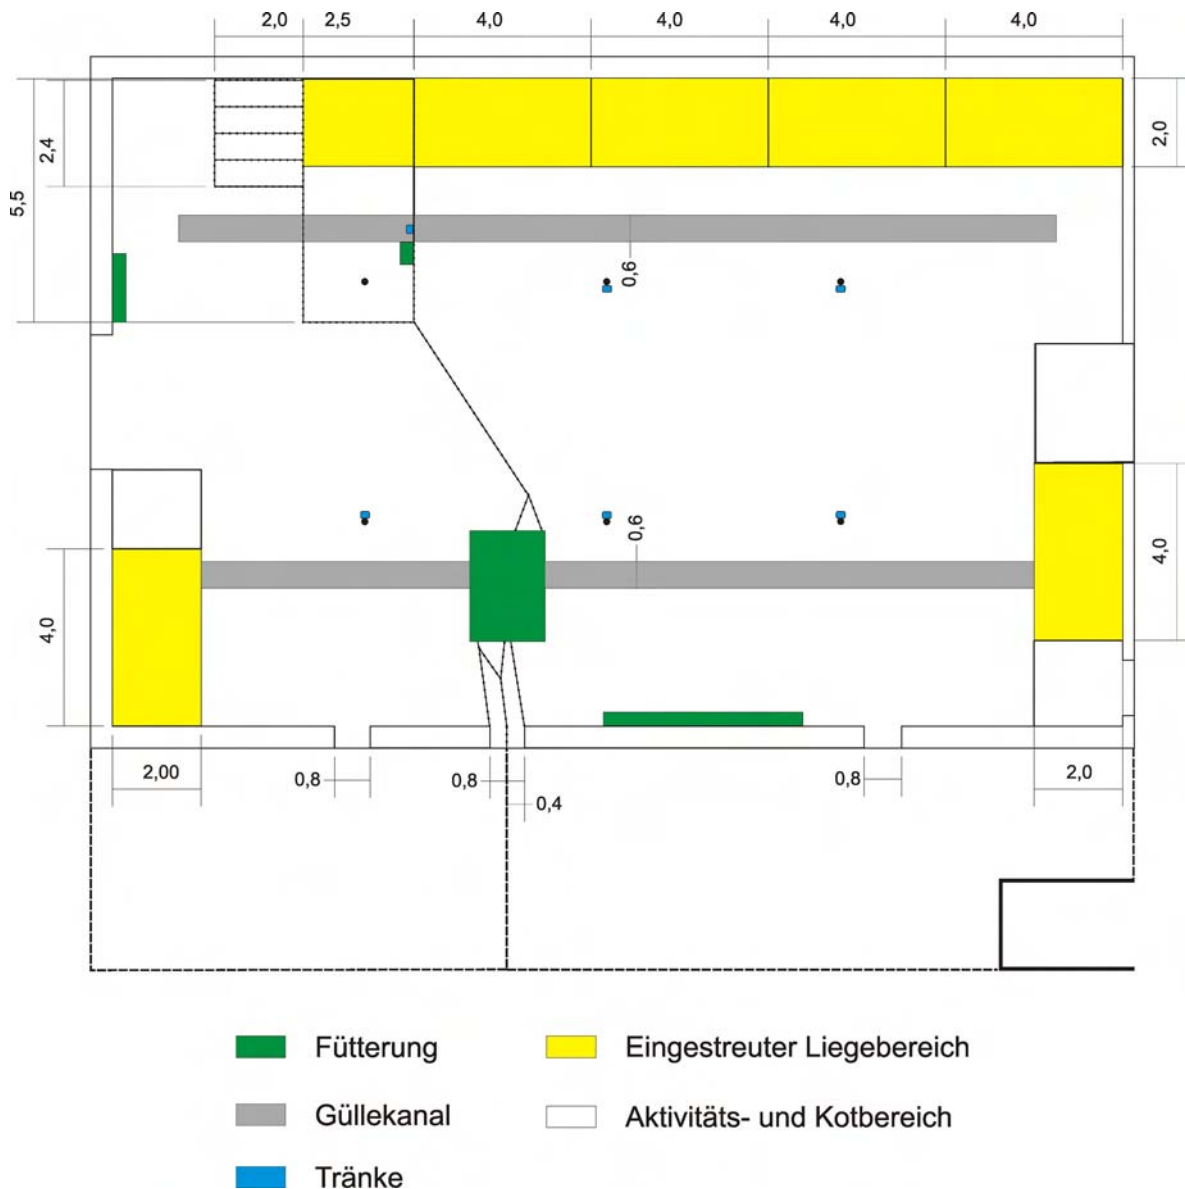 2,0 2,5 4,0 4,0 4,0 4,0
2,4
2,0
5,5
0,6
0,6
4,0
4,0
2,00
0,8
0,8
0,8
2,0
0,4
Fütterung
Eingestreuter Liegebereich
Güllekanal
Aktivitäts- und Kotbereich
Tränke